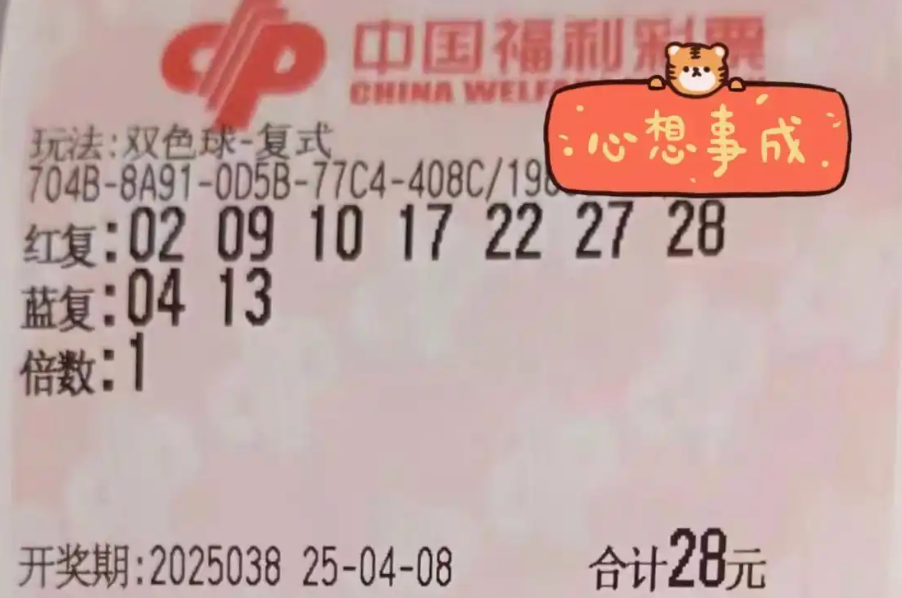 中国福利彩票
CHINA WELF
心想事成
玩法:双色球-复式
704B-8A91-0D5B-77C4-408C/19
红复:02 09 10 17 22 27 28
蓝复:04 13
倍数:1
开奖期:2025038 25-04-08 合计28元